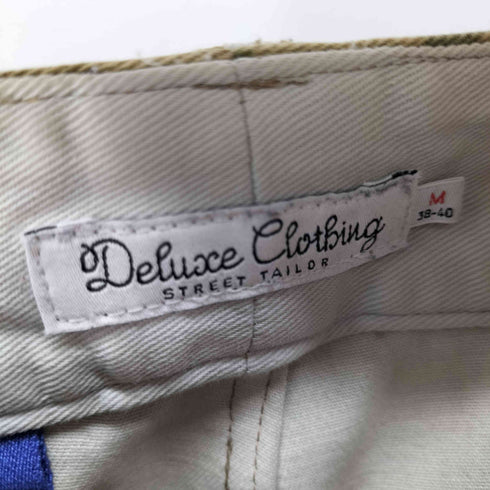 Deluxe Clothing
STREET TAILOR
M
38-40